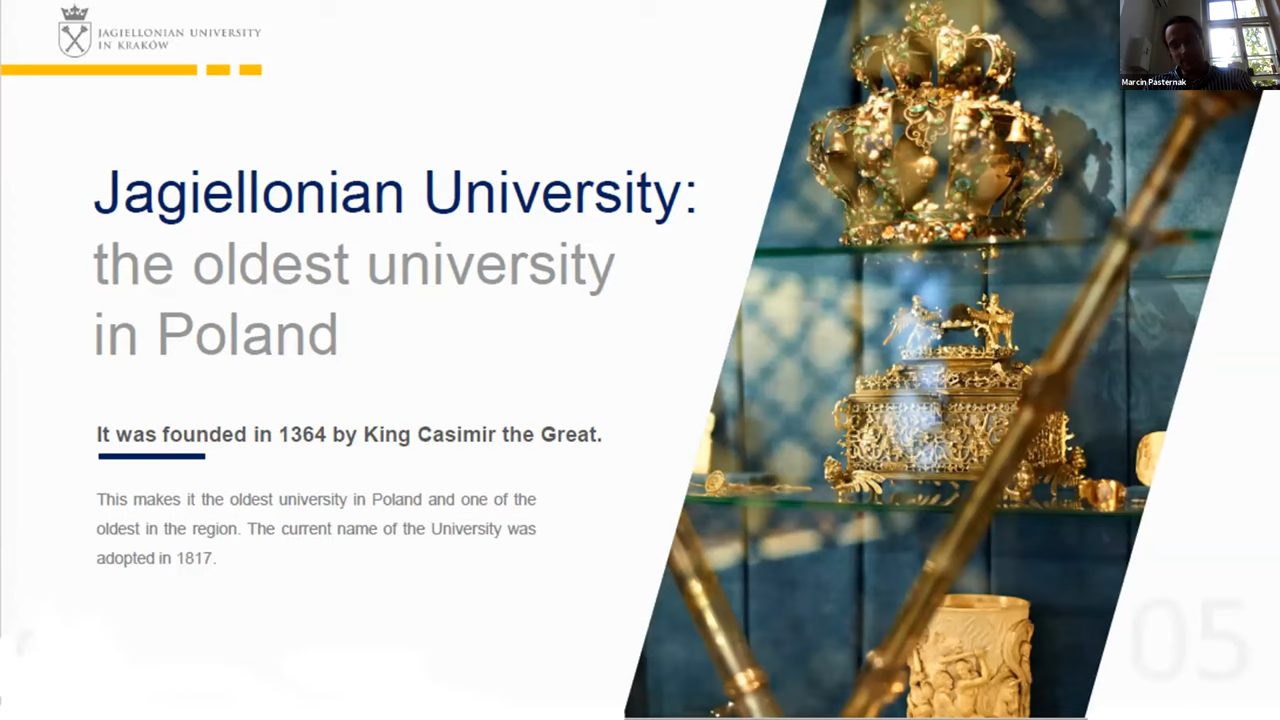 JAGIELLONIAN UNIVERSITY
IN KRAKÓW
Marcin Pasternak
Jagiellonian University:
the oldest university
in Poland
It was founded in 1364 by King Casimir the Great.
This makes it the oldest university in Poland and one of the
oldest in the region. The current name of the University was
adopted in 1817.
05